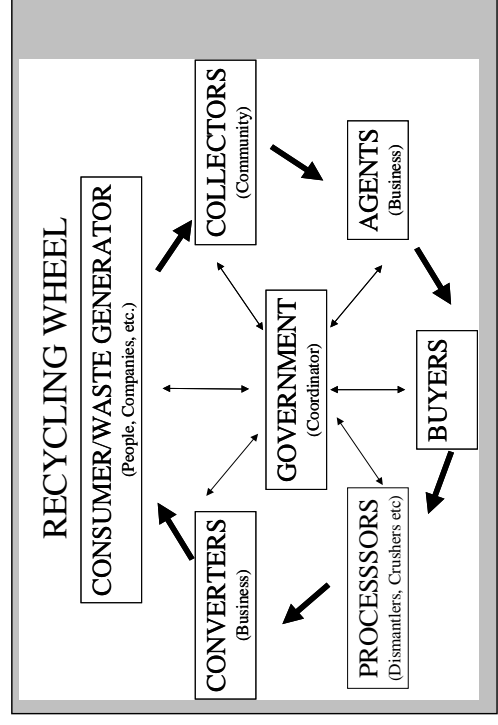 RECYCLING WHEEL
CONSUMER/WASTE GENERATOR
(People, Companies, etc.)
CONVERTERS
(Business)
COLLECTORS
(Community)
GOVERNMENT
(Coordinator)
PROCESSSORS
(Dismantlers, Crushers etc)
AGENTS
(Business)
BUYERS